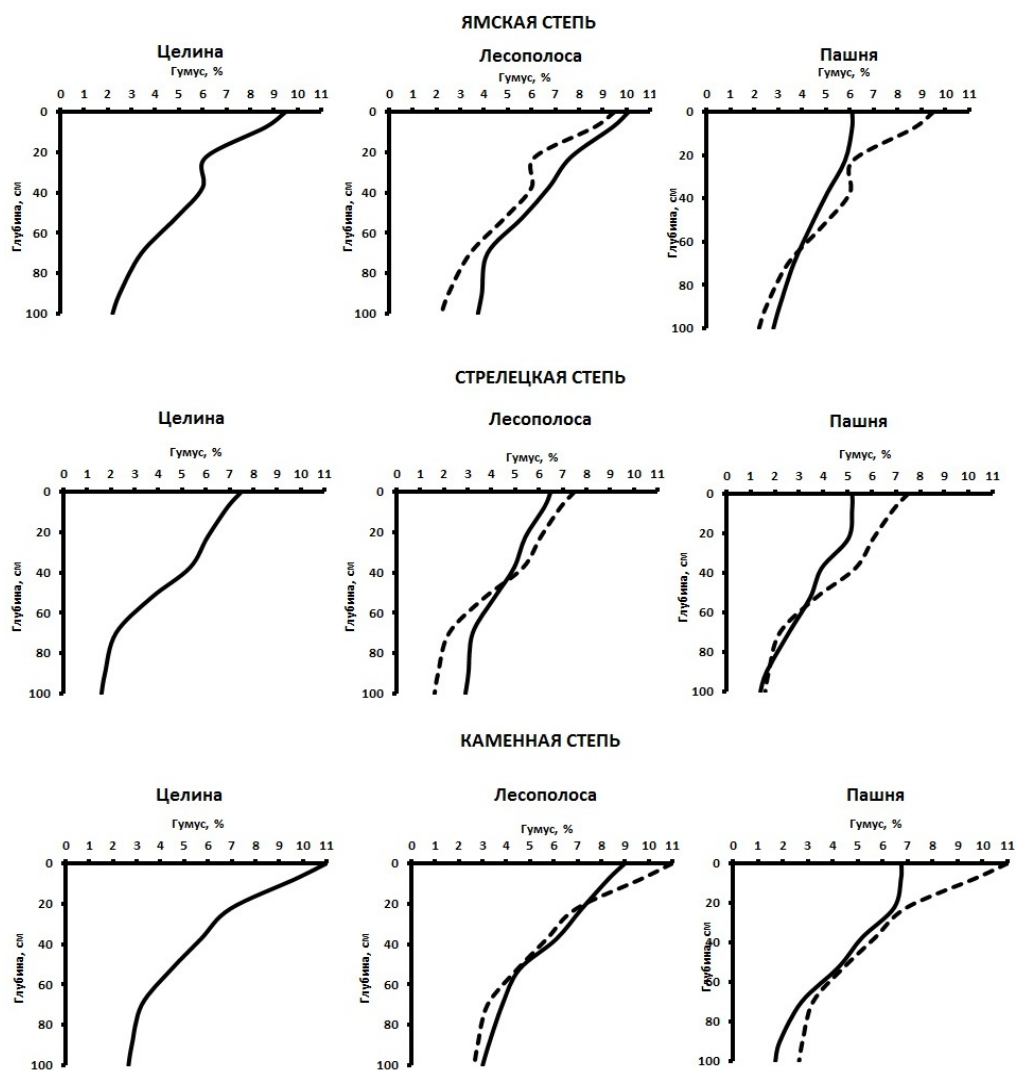 ЯМСКАЯ СТЕПЬ
Целина
Гумус, %
0 1 2 3 4 5 6 7 8 9 10 11
0
20
40
60
80
100
Глубина, см
Лесополоса
Гумус, %
0 1 2 3 4 5 6 7 8 9 10 11
0
20
40
60
80
100
Глубина, см
Пашня
Гумус, %
0 1 2 3 4 5 6 7 8 9 10 11
0
20
40
60
80
100
Глубина, см
СТРЕЛЕЦКАЯ СТЕПЬ
Целина
Гумус, %
0 1 2 3 4 5 6 7 8 9 10 11
0
20
40
60
80
100
Глубина, см
Лесополоса
Гумус, %
0 1 2 3 4 5 6 7 8 9 10 11
0
20
40
60
80
100
Глубина, см
Пашня
Гумус, %
0 1 2 3 4 5 6 7 8 9 10 11
0
20
40
60
80
100
Глубина, см
КАМЕННАЯ СТЕПЬ
Целина
Гумус, %
0 1 2 3 4 5 6 7 8 9 10 11
0
20
40
60
80
100
Глубина, см
Лесополоса
Гумус, %
0 1 2 3 4 5 6 7 8 9 10 11
0
20
40
60
80
100
Глубина, см
Пашня
Гумус, %
0 1 2 3 4 5 6 7 8 9 10 11
0
20
40
60
80
100
Глубина, см